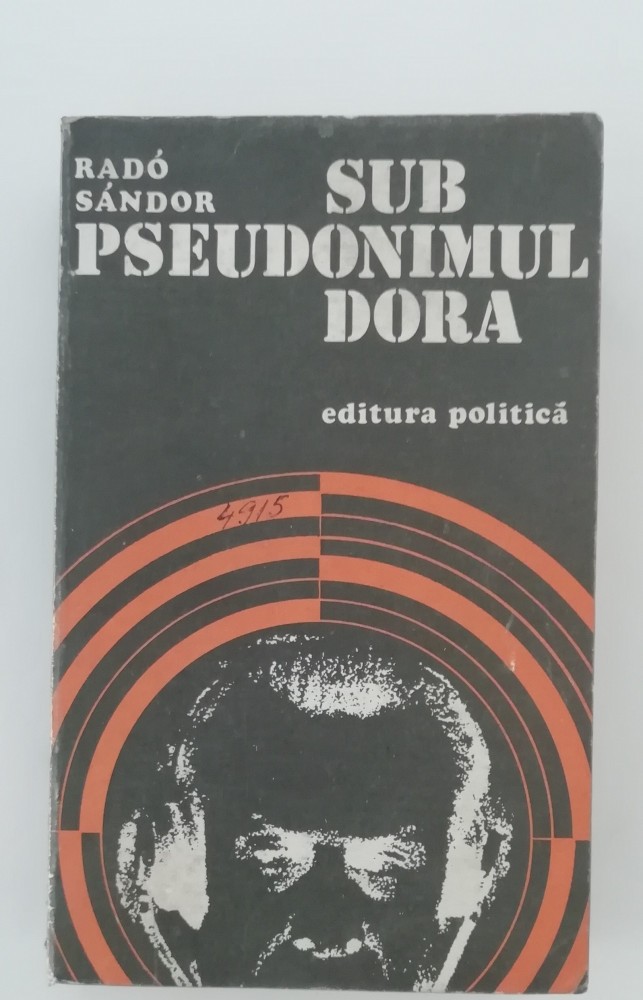 RADÓ
SÁNDOR
SUB
PSEUDONIMUL
DORA
editura politică
4915